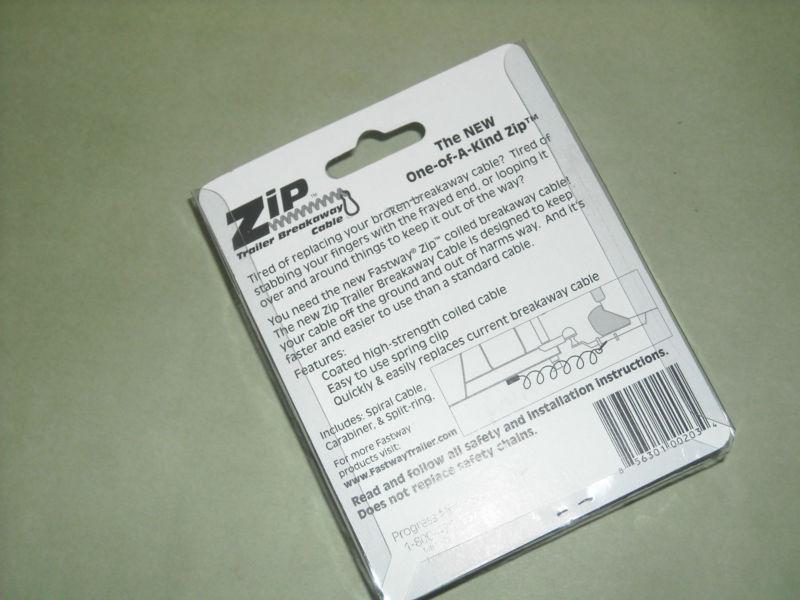 The NEW
One-of-A-Kind Zip™
Zip™
Trailer Breakaway
Cable
Tired of replacing your broken breakaway cable? Tired of
stabbing your fingers with the frayed end, or looping it
over and around things to keep it out of the way?
You need the new Fastway® Zip™ coiled breakaway cable!
The new Zip Trailer Breakaway Cable is designed to keep
your cable off the ground and out of harms way. And it's
faster and easier to use than a standard cable.
Features:
Coated high-strength coiled cable
Easy to use spring clip
Quickly & easily replaces current breakaway cable
Includes: Spiral Cable,
Carabiner, & Split-ring.
For more Fastway
products visit:
www.FastwayTrailer.com
Read and follow all safety and installation instructions.
Does not replace safety chains.
8 56301 00203 4
Progress